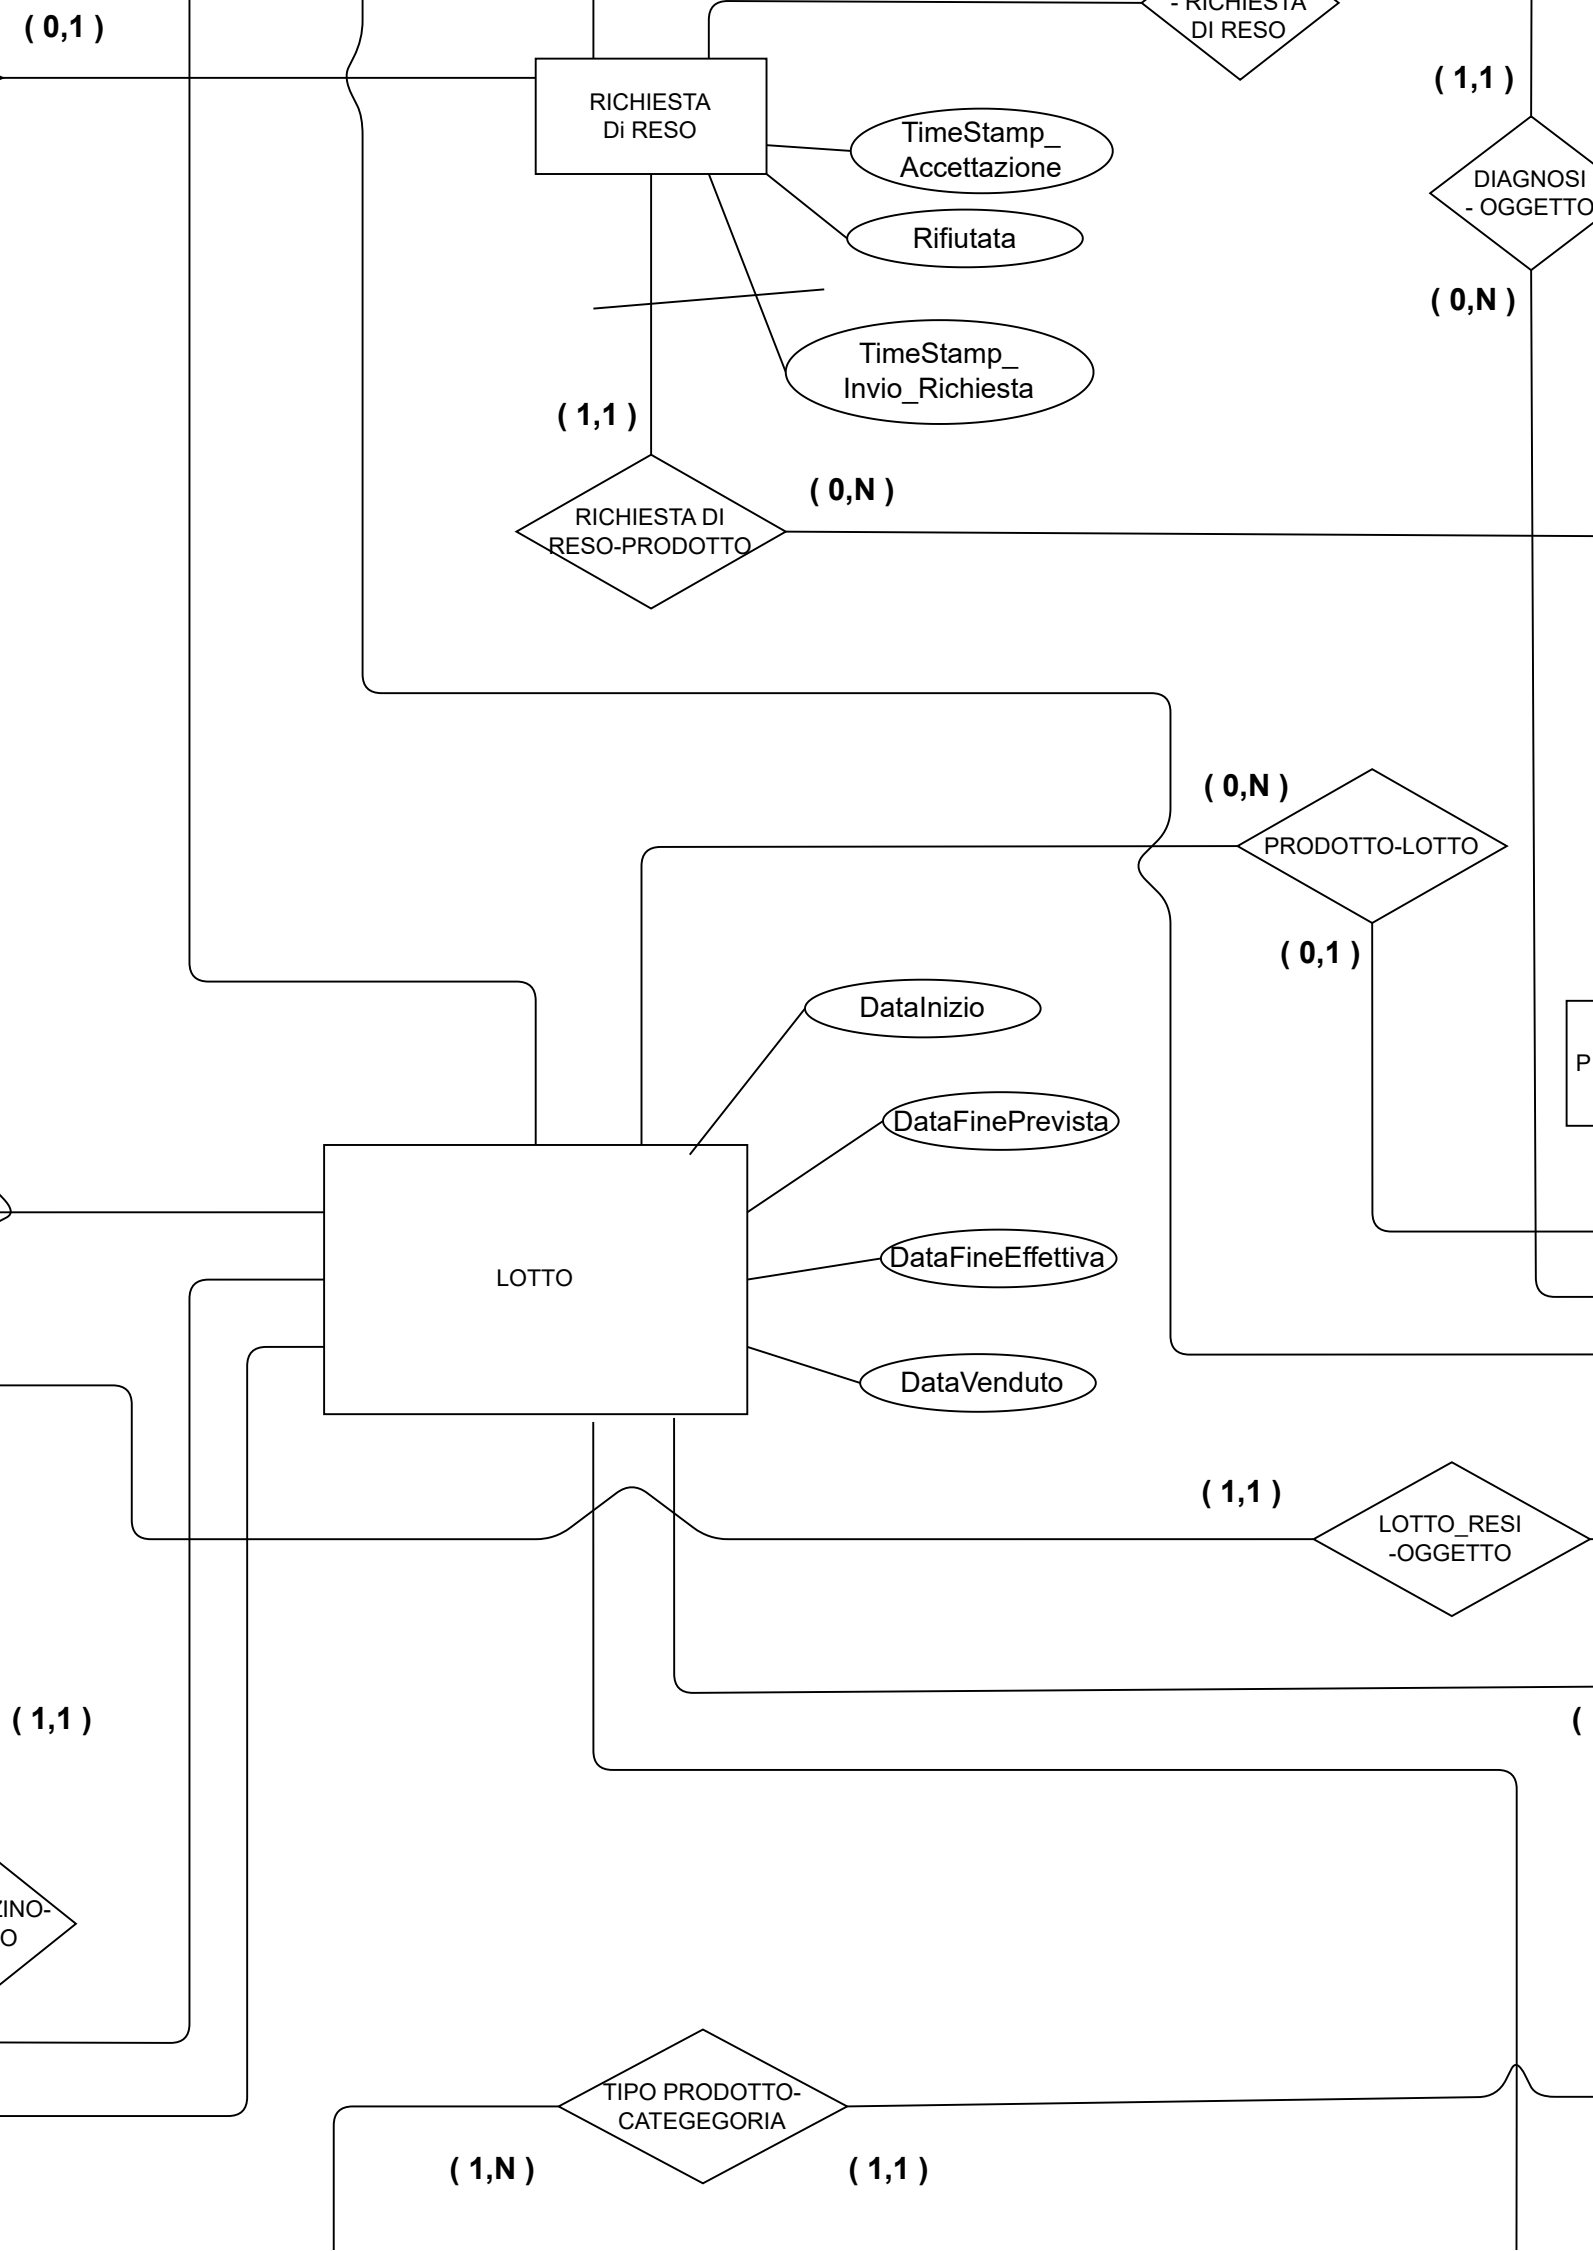 ( 0,1 )
- RICHIESTA
DI RESO
( 1,1 )
RICHIESTA
Di RESO
TimeStamp_
Accettazione
DIAGNOSI
- OGGETTO
Rifiutata
( 0,N )
TimeStamp_
Invio_Richiesta
( 1,1 )
( 0,N )
RICHIESTA DI
RESO-PRODOTTO
( 0,N )
PRODOTTO-LOTTO
( 0,1 )
DataInizio
P
DataFinePrevista
DataFineEffettiva
LOTTO
DataVenduto
( 1,1 )
LOTTO_RESI
-OGGETTO
( 1,1 )
(
ZINO-
O
TIPO PRODOTTO-
CATEGEGORIA
( 1,N )
( 1,1 )